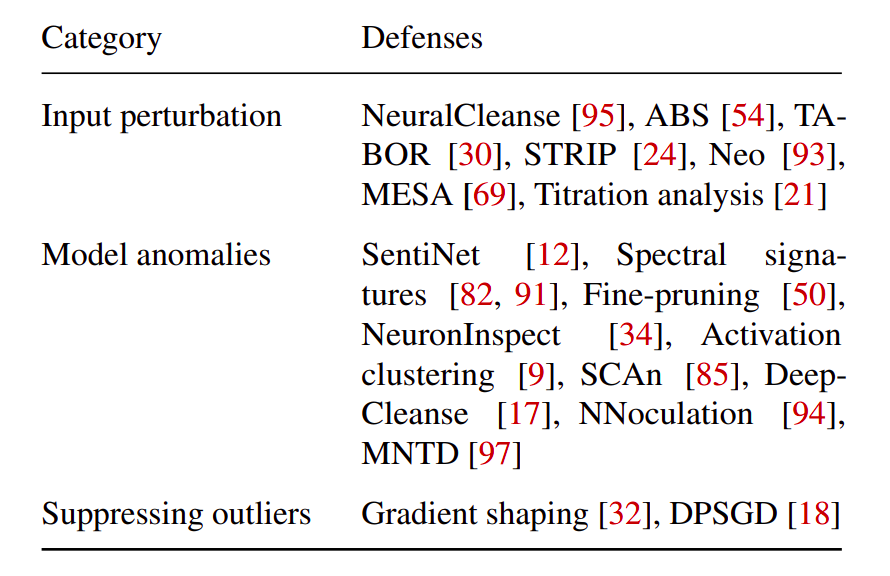 Category Defenses
Input perturbation NeuralCleanse [95], ABS [54], TA-
BOR [30], STRIP [24], Neo [93],
MESA [69], Titration analysis [21]
Model anomalies SentiNet [12], Spectral signa-
tures [82, 91], Fine-pruning [50],
NeuronInspect [34], Activation
clustering [9], SCAn [85], Deep-
Cleanse [17], NNoculation [94],
MNTD [97]
Suppressing outliers Gradient shaping [32], DPSGD [18]